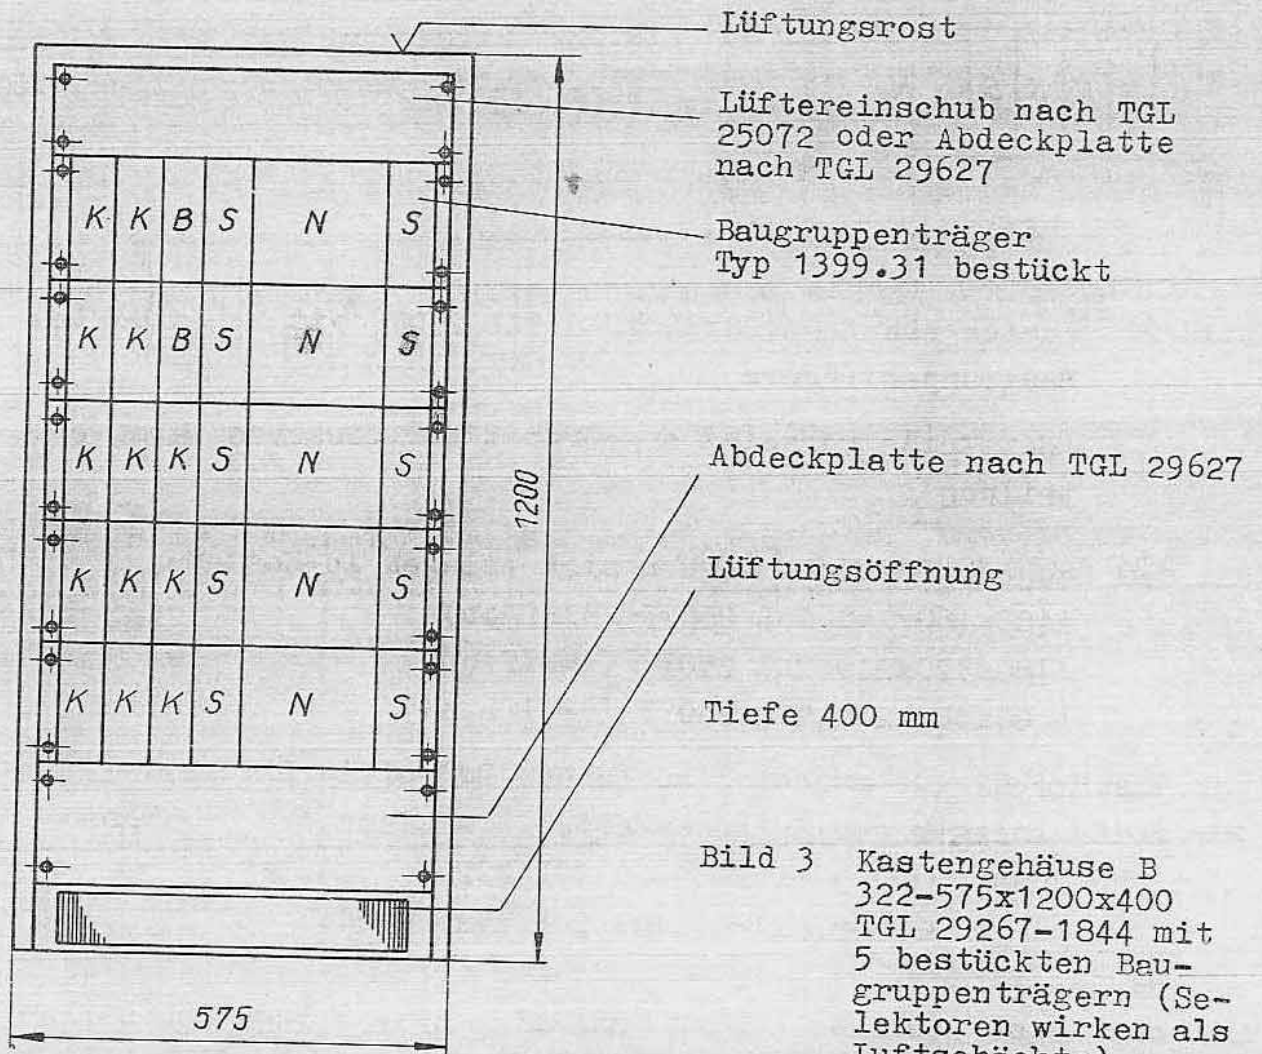 Lüftungsrost
Lüftereinschub nach TGL
25072 oder Abdeckplatte
nach TGL 29627
Baugruppenträger
Typ 1399.31 bestückt
K K B S N S
K K B S N S
K K K S N S
K K K S N S
K K K S N S
1200
Abdeckplatte nach TGL 29627
Lüftungsöffnung
Tiefe 400 mm
575
Bild 3 Kastengehäuse B
322-575x1200x400
TGL 29267-1844 mit
5 bestückten Bau-
gruppenträgern (Se-
lektoren wirken als